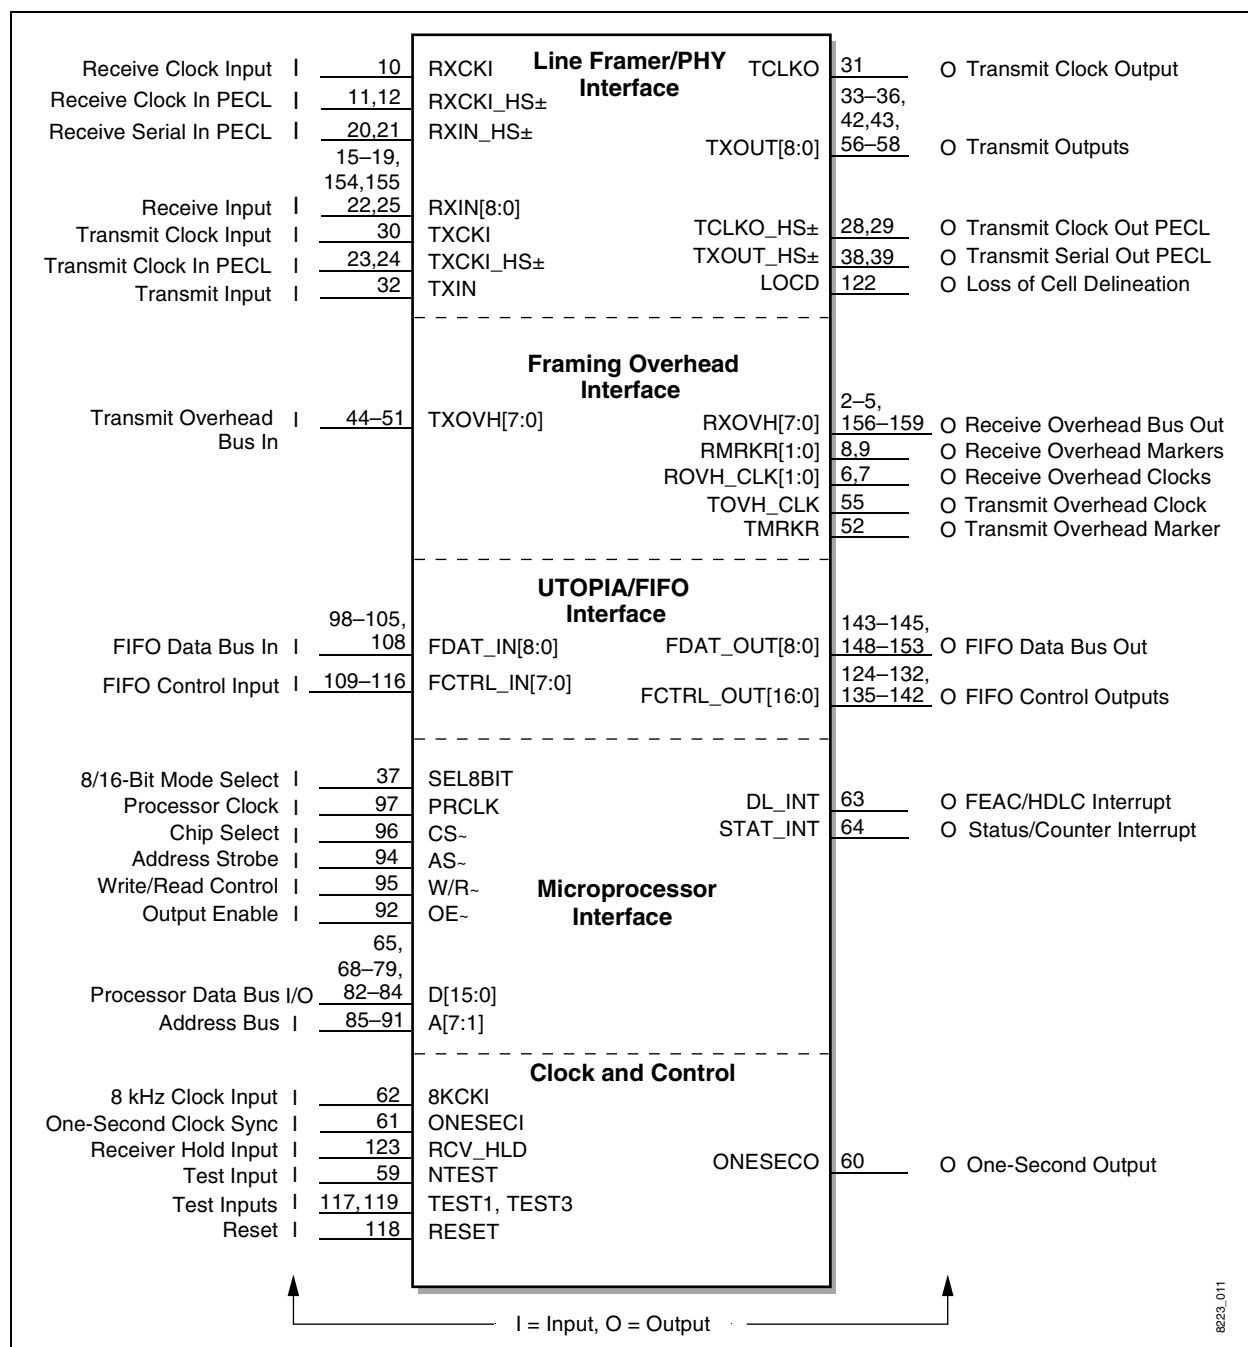 Line Framer/PHY
Interface
Receive Clock Input I 10 RXCKI
Receive Clock In PECL I 11,12 RXCKI_HS±
Receive Serial In PECL I 20,21 RXIN_HS±
15–19,
154,155
Receive Input I 22,25 RXIN[8:0]
Transmit Clock Input I 30 TXCKI
Transmit Clock In PECL I 23,24 TXCKI_HS±
Transmit Input I 32 TXIN
TCLKO 31 O Transmit Clock Output
33–36,
42,43,
TXOUT[8:0] 56–58 O Transmit Outputs
TCLKO_HS± 28,29 O Transmit Clock Out PECL
TXOUT_HS± 38,39 O Transmit Serial Out PECL
LOCD 122 O Loss of Cell Delineation
Framing Overhead
Interface
Transmit Overhead I 44–51 TXOVH[7:0]
Bus In
2–5,
RXOVH[7:0] 156–159 O Receive Overhead Bus Out
RMRKR[1:0] 8,9 O Receive Overhead Markers
ROVH_CLK[1:0] 6,7 O Receive Overhead Clocks
TOVH_CLK 55 O Transmit Overhead Clock
TMRKR 52 O Transmit Overhead Marker
UTOPIA/FIFO
Interface
98–105,
FIFO Data Bus In I 108 FDAT_IN[8:0]
FIFO Control Input I 109–116 FCTRL_IN[7:0]
143–145,
FDAT_OUT[8:0] 148–153 O FIFO Data Bus Out
124–132,
FCTRL_OUT[16:0] 135–142 O FIFO Control Outputs
8/16-Bit Mode Select I 37 SEL8BIT
Processor Clock I 97 PRCLK
Chip Select I 96 CS~
Address Strobe I 94 AS~
Write/Read Control I 95 W/R~
Output Enable I 92 OE~
DL_INT 63 O FEAC/HDLC Interrupt
STAT_INT 64 O Status/Counter Interrupt
Microprocessor
Interface
65,
68–79,
Processor Data Bus I/O 82–84 D[15:0]
Address Bus I 85–91 A[7:1]
Clock and Control
8 kHz Clock Input I 62 8KCKI
One-Second Clock Sync I 61 ONESECI
Receiver Hold Input I 123 RCV_HLD
Test Input I 59 NTEST
Test Inputs I 117,119 TEST1, TEST3
Reset I 118 RESET
ONESECO 60 O One-Second Output
I = Input, O = Output
8223_011